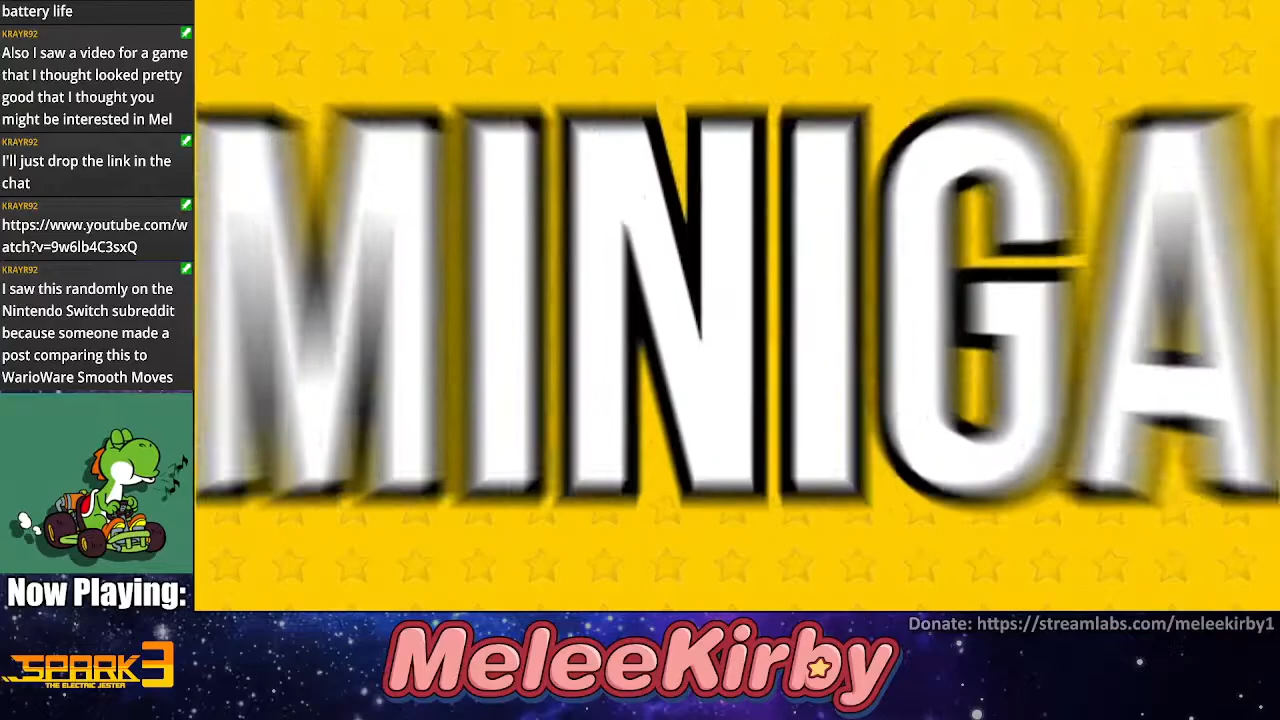 battery life
KRAYR92
Also I saw a video for a game
that I thought looked pretty
good that I thought you
might be interested in Mel
KRAYR92
I'll just drop the link in the
chat
KRAYR92
https://www.youtube.com/w
atch?v=9w6lb4C3sxQ
KRAYR92
I saw this randomly on the
Nintendo Switch subreddit
because someone made a
post comparing this to
WarioWare Smooth Moves
MINIGA
Now Playing:
SPARK 3
THE ELECTRIC JESTER
MeleeKirby
Donate: https://streamlabs.com/meleekirby1